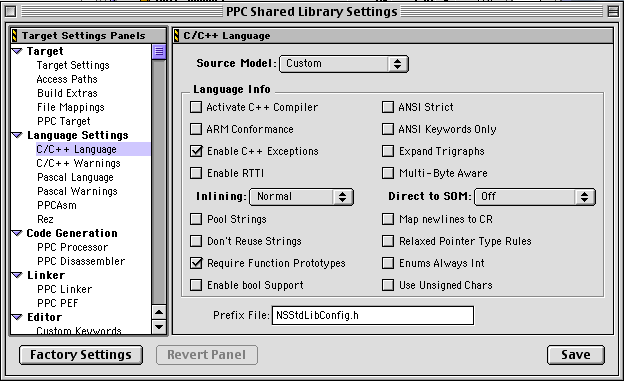 PPC Shared Library Settings
Target Settings Panels
Target
Target Settings
Access Paths
Build Extras
File Mappings
PPC Target
Language Settings
C/C++ Language
C/C++ Warnings
Pascal Language
Pascal Warnings
PPCAsm
Rez
Code Generation
PPC Processor
PPC Disassembler
Linker
PPC Linker
PPC PEF
Editor
Custom Keywords
C/C++ Language
Source Model: Custom
Language Info
Activate C++ Compiler ANSI Strict
ARM Conformance ANSI Keywords Only
Enable C++ Exceptions Expand Trigraphs
Enable RTTI Multi-Byte Aware
Inlining: Normal Direct to SOM: Off
Pool Strings Map newlines to CR
Don't Reuse Strings Relaxed Pointer Type Rules
Require Function Prototypes Enums Always Int
Enable bool Support Use Unsigned Chars
Prefix File: NSStdLibConfig.h
Factory Settings Revert Panel Save